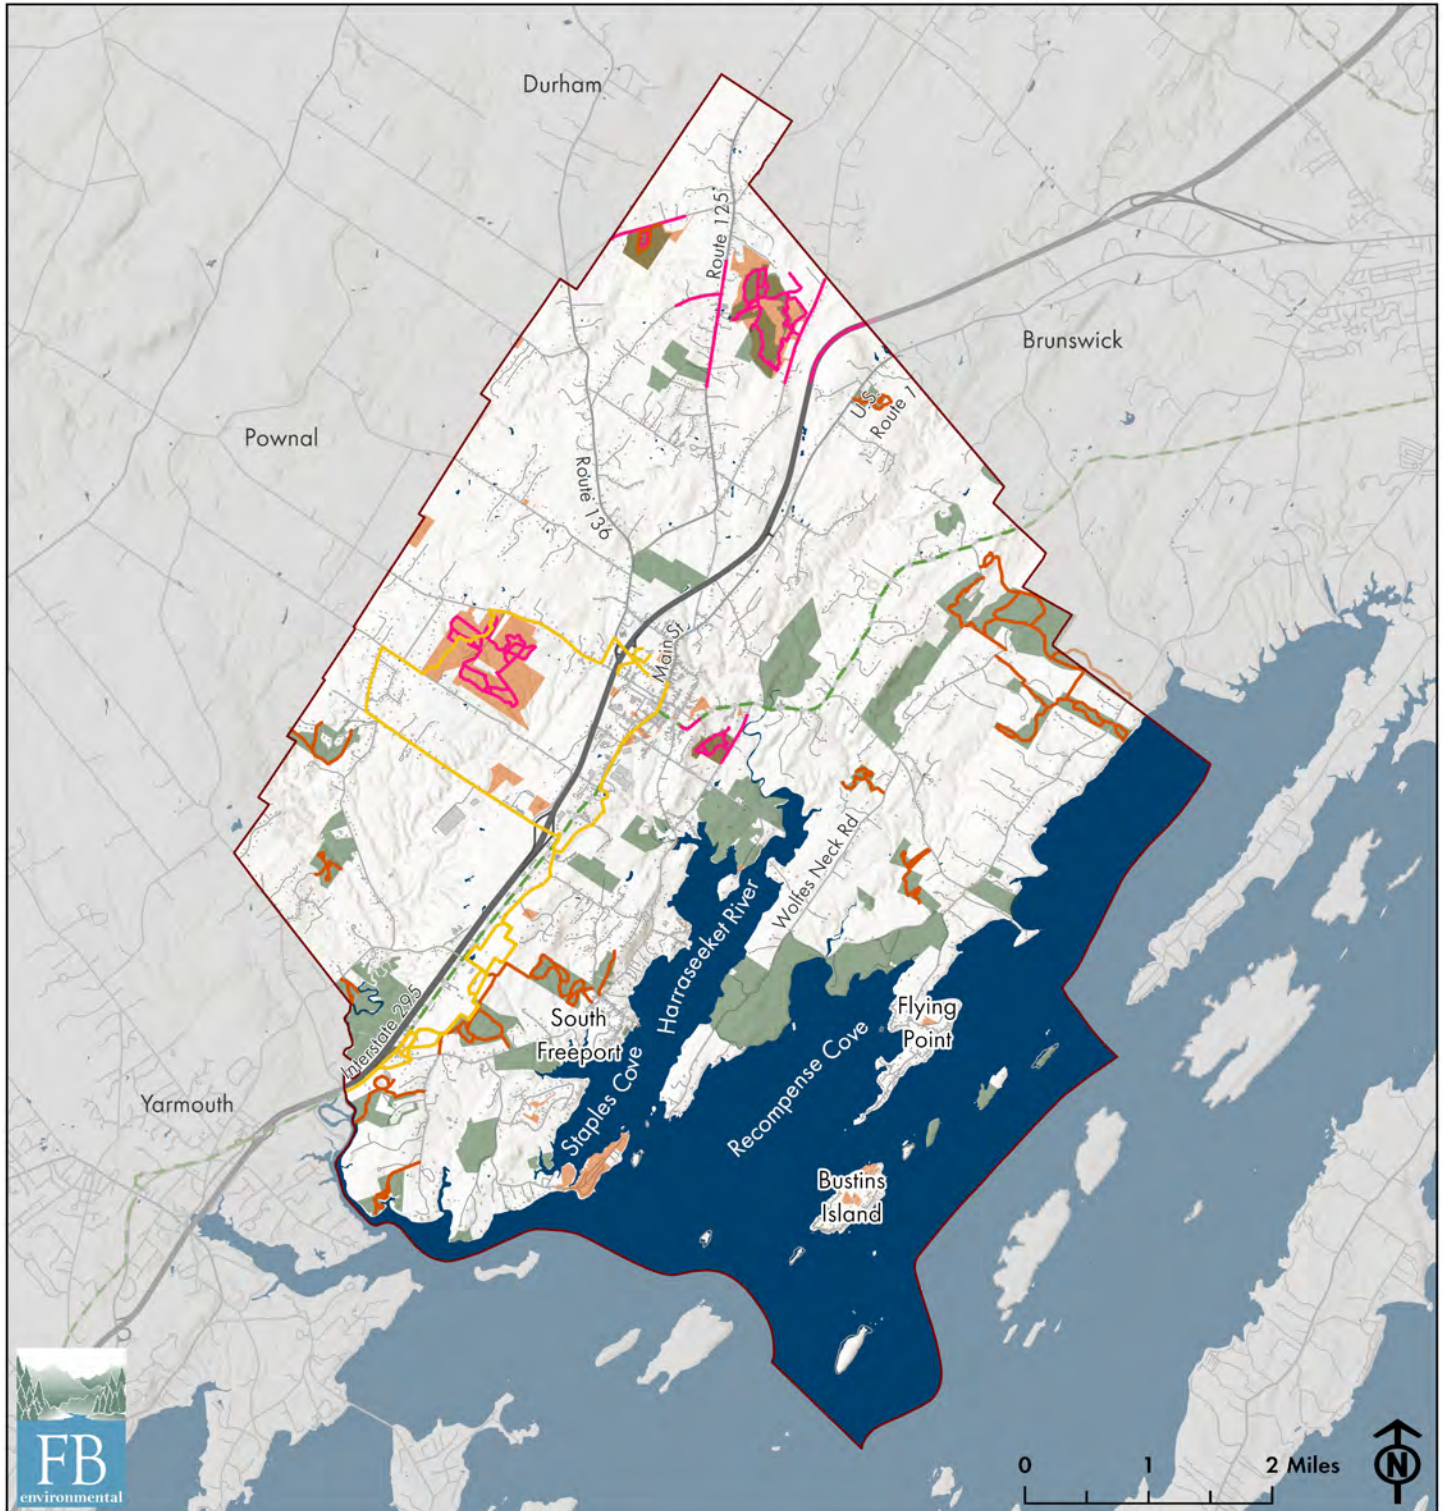 Durham
Route 125
Brunswick
U.S.
Route 1
Pownal
Route 136
Main St
Wolfes Neck Rd
Harraseeket River
Flying
Point
South
Freeport
Interstate 295
Staples Cove
Recompense Cove
Yarmouth
Bustins
Island
FB
environmental
0 1 2 Miles
N